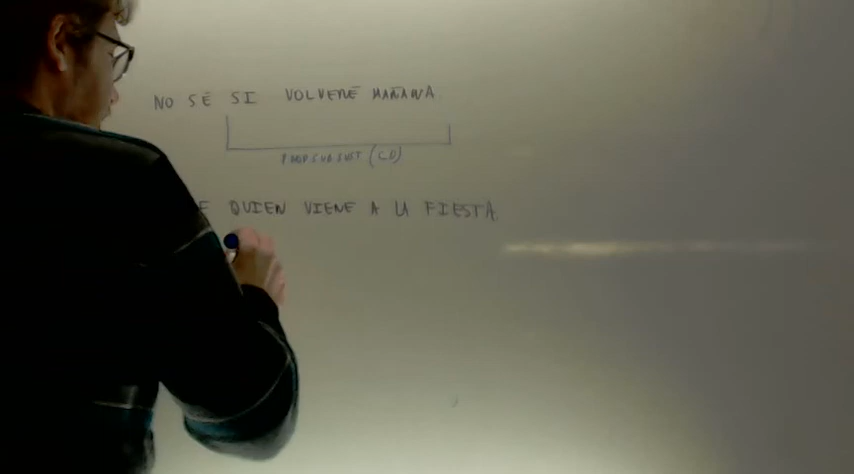 NO SÉ SI VOLVERÉ MAÑANA
PROP SUB SUST (CD)
QUIEN VIENE A LA FIESTA.